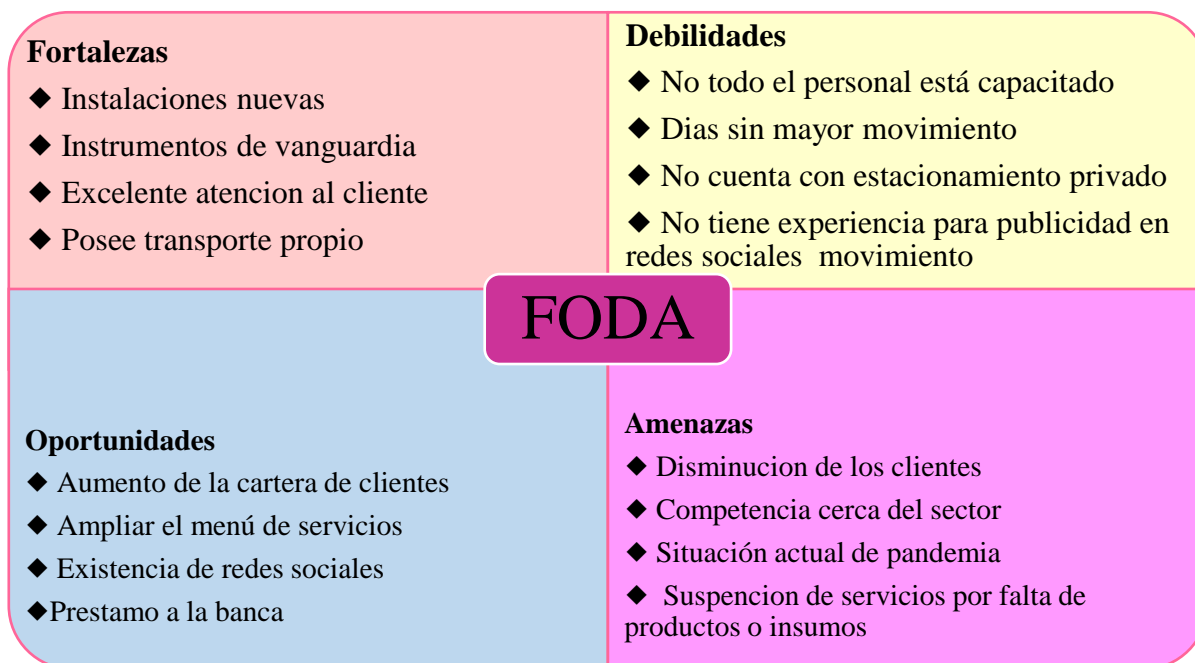 Fortalezas
◆ Instalaciones nuevas
◆ Instrumentos de vanguardia
◆ Excelente atencion al cliente
◆ Posee transporte propio
Debilidades
◆ No todo el personal está capacitado
◆ Dias sin mayor movimiento
◆ No cuenta con estacionamiento privado
◆ No tiene experiencia para publicidad en
redes sociales movimiento
FODA
Oportunidades
◆ Aumento de la cartera de clientes
◆ Ampliar el menú de servicios
◆ Existencia de redes sociales
◆Prestamo a la banca
Amenazas
◆ Disminucion de los clientes
◆ Competencia cerca del sector
◆ Situación actual de pandemia
◆ Suspencion de servicios por falta de
productos o insumos